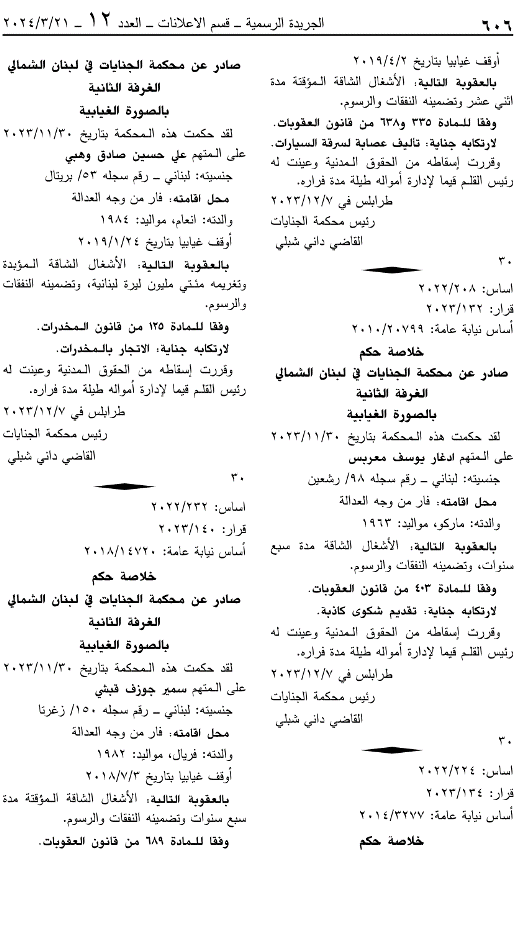 ٦٠٦
الجريدة الرسمية ــ قسم الاعلانات ــ العدد ١٢ ــ ٢٠٢٤/٣/٢١
أوقف غيابيا بتاريخ ٢٠١٩/٤/٢
بالعقوبة التالية: الأشغال الشاقة المؤقتة مدة
اثني عشر وتضمينه النفقات والرسوم.
وفقا للمادة ٣٣٥ و٦٣٨ من قانون العقوبات.
لارتكابه جناية: تأليف عصابة لسرقة السيارات.
وقررت إسقاطه من الحقوق المدنية وعينت له
رئيس القلم قيما لإدارة أمواله طيلة مدة فراره.
طرابلس في ٢٠٢٣/١٢/٧
رئيس محكمة الجنايات
القاضي داني شبلي
٣٠
اساس: ٢٠٢٢/٢٠٨
قرار: ٢٠٢٣/١٣٢
أساس نيابة عامة: ٢٠١٠/٢٠٧٩٩
خلاصة حكم
صادر عن محكمة الجنايات في لبنان الشمالي
الغرفة الثانية
بالصورة الغيابية
لقد حكمت هذه المحكمة بتاريخ ٢٠٢٣/١١/٣٠
على المتهم ادغار يوسف معربس
جنسيته: لبناني ــ رقم سجله ٩٨/ رشعين
محل اقامته: فار من وجه العدالة
والدته: ماركو، مواليد: ١٩٦٣
بالعقوبة التالية: الأشغال الشاقة مدة سبع
سنوات، وتضمينه النفقات والرسوم.
وفقا للمادة ٤٠٣ من قانون العقوبات.
لارتكابه جناية: تقديم شكوى كاذبة.
وقررت إسقاطه من الحقوق المدنية وعينت له
رئيس القلم قيما لإدارة أمواله طيلة مدة فراره.
طرابلس في ٢٠٢٣/١٢/٧
رئيس محكمة الجنايات
القاضي داني شبلي
٣٠
اساس: ٢٠٢٢/٢٢٤
قرار: ٢٠٢٣/١٣٤
أساس نيابة عامة: ٢٠١٤/٣٢٧٧
خلاصة حكم
صادر عن محكمة الجنايات في لبنان الشمالي
الغرفة الثانية
بالصورة الغيابية
لقد حكمت هذه المحكمة بتاريخ ٢٠٢٣/١١/٣٠
على المتهم علي حسين صادق وهبي
جنسيته: لبناني ــ رقم سجله ٥٣/ بريتال
محل اقامته: فار من وجه العدالة
والدته: انعام، مواليد: ١٩٨٤
أوقف غيابيا بتاريخ ٢٠١٩/١/٢٤
بالعقوبة التالية: الأشغال الشاقة المؤبدة
وتغريمه مئتي مليون ليرة لبنانية، وتضمينه النفقات
والرسوم.
وفقا للمادة ١٢٥ من قانون المخدرات.
لارتكابه جناية: الاتجار بالمخدرات.
وقررت إسقاطه من الحقوق المدنية وعينت له
رئيس القلم قيما لإدارة أمواله طيلة مدة فراره.
طرابلس في ٢٠٢٣/١٢/٧
رئيس محكمة الجنايات
القاضي داني شبلي
٣٠
اساس: ٢٠٢٢/٢٣٢
قرار: ٢٠٢٣/١٤٠
أساس نيابة عامة: ٢٠١٨/١٤٧٢٠
خلاصة حكم
صادر عن محكمة الجنايات في لبنان الشمالي
الغرفة الثانية
بالصورة الغيابية
لقد حكمت هذه المحكمة بتاريخ ٢٠٢٣/١١/٣٠
على المتهم سمير جوزف قبشي
جنسيته: لبناني ــ رقم سجله ١٥٠/ زغرتا
محل اقامته: فار من وجه العدالة
والدته: فريال، مواليد: ١٩٨٢
أوقف غيابيا بتاريخ ٢٠١٨/٧/٣
بالعقوبة التالية: الأشغال الشاقة المؤقتة مدة
سبع سنوات وتضمينه النفقات والرسوم.
وفقا للمادة ٦٨٩ من قانون العقوبات.